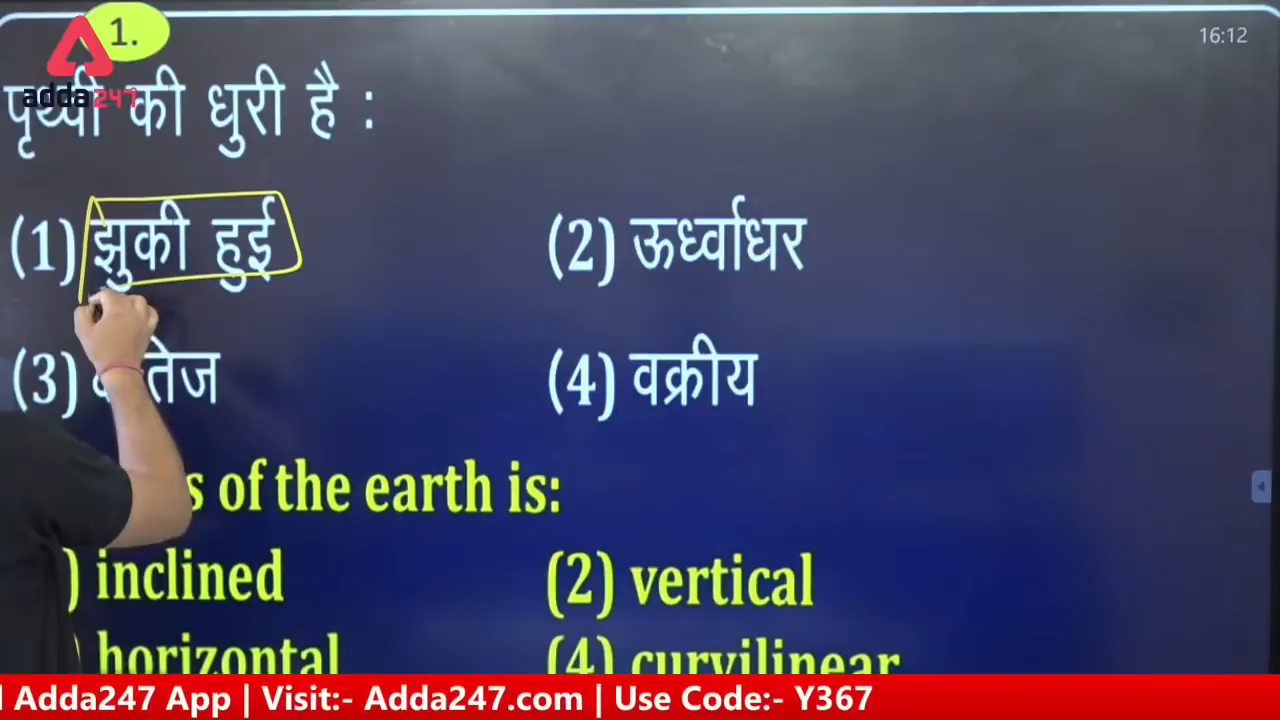 1.
16:12
adda247
पृथ्वी की धुरी है :
(1) झुकी हुई (2) ऊर्ध्वाधर
(3) (4) वक्रीय
of the earth is:
) inclined (2) vertical
) horizontal (4) curvilinear
Adda247 App | Visit:- Adda247.com | Use Code:- Y367